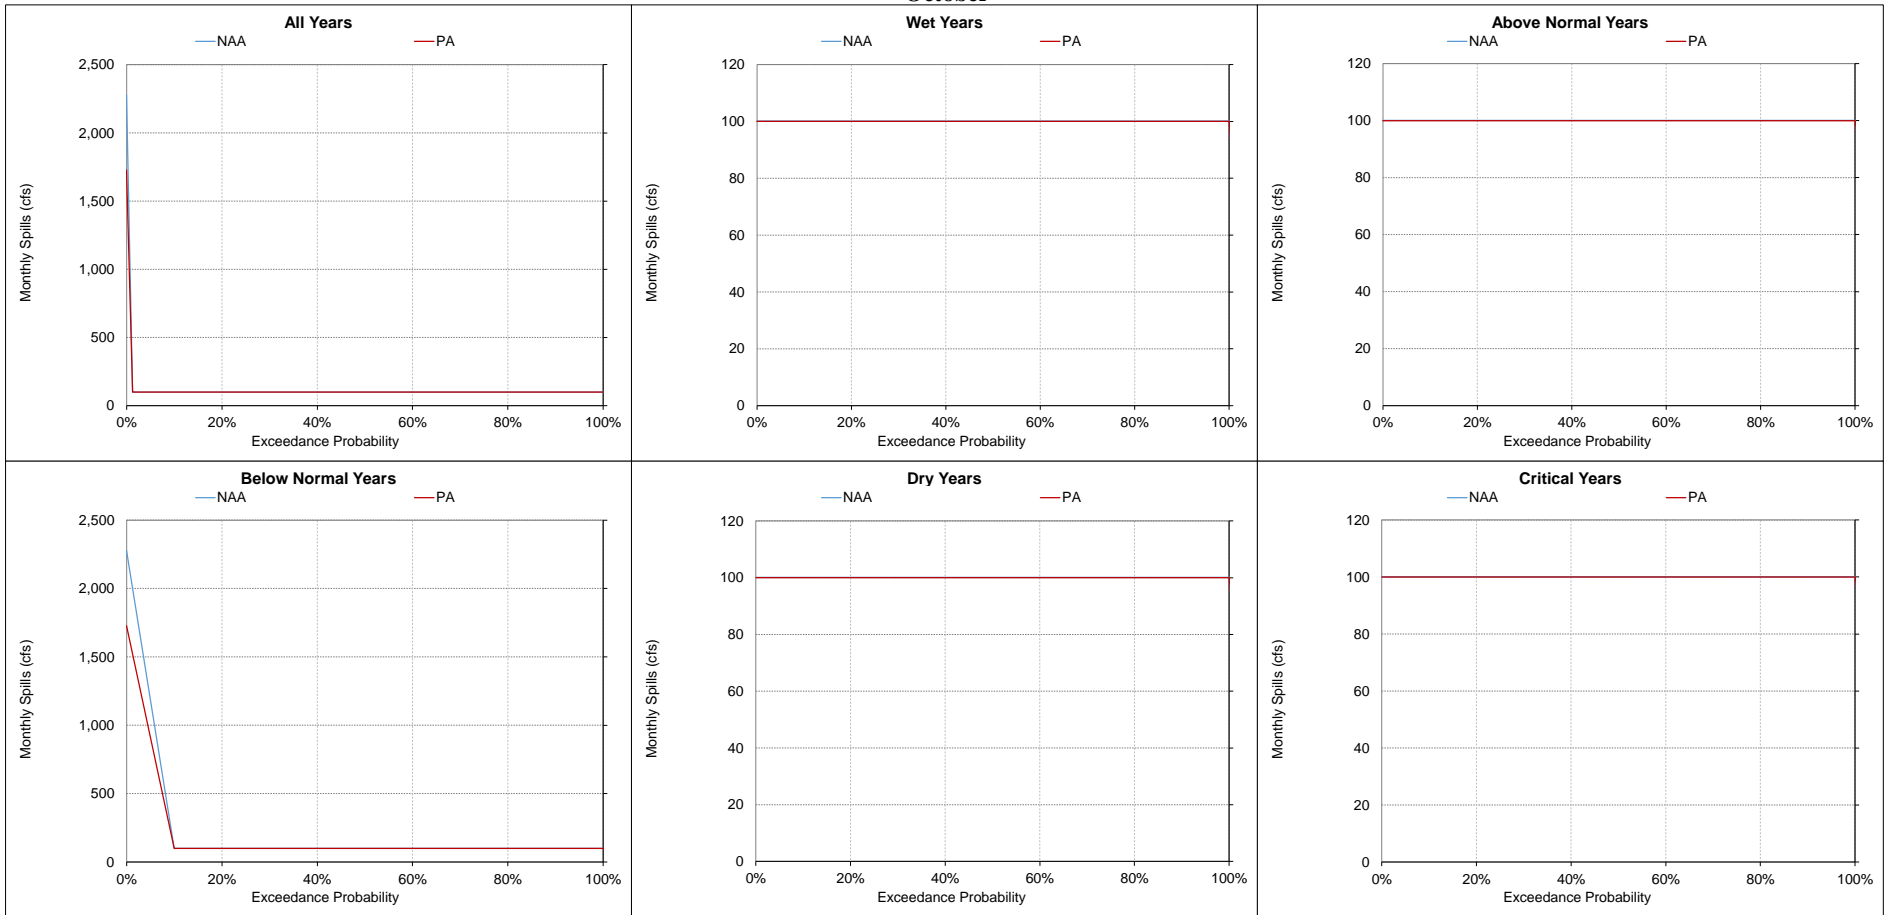 All Years
NAA PA
2,500
2,000
1,500
1,000
500
0
0% 20% 40% 60% 80% 100%
Monthly Spills (cfs)
Exceedance Probability
Wet Years
NAA PA
120
100
80
60
40
20
0
0% 20% 40% 60% 80% 100%
Monthly Spills (cfs)
Exceedance Probability
Above Normal Years
NAA PA
120
100
80
60
40
20
0
0% 20% 40% 60% 80% 100%
Monthly Spills (cfs)
Exceedance Probability
Below Normal Years
NAA PA
2,500
2,000
1,500
1,000
500
0
0% 20% 40% 60% 80% 100%
Monthly Spills (cfs)
Exceedance Probability
Dry Years
NAA PA
120
100
80
60
40
20
0
0% 20% 40% 60% 80% 100%
Monthly Spills (cfs)
Exceedance Probability
Critical Years
NAA PA
120
100
80
60
40
20
0
0% 20% 40% 60% 80% 100%
Monthly Spills (cfs)
Exceedance Probability